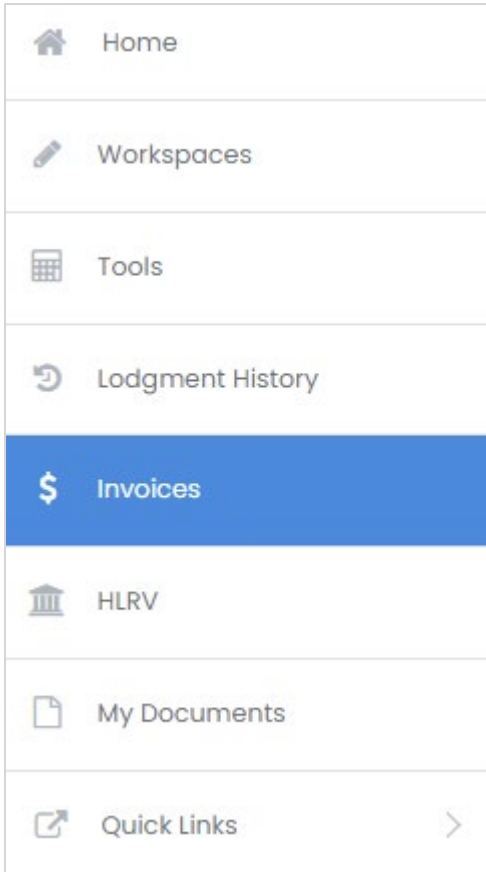 Home
Workspaces
Tools
Lodgment History
Invoices
HLRV
My Documents
Quick Links